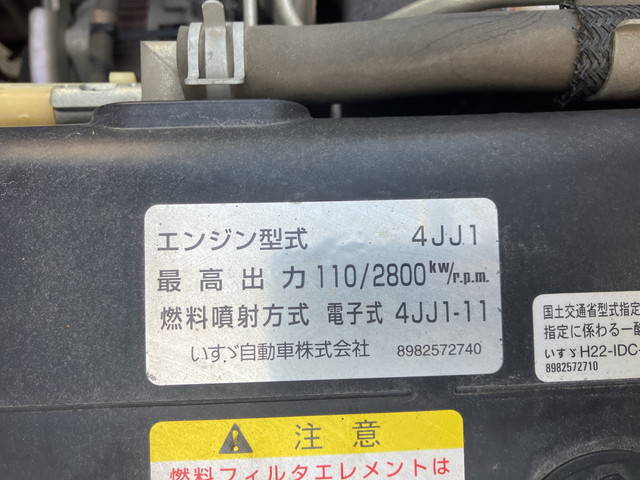 エンジン型式 4JJ1
最高出力 110/2800 kw/r.p.m.
燃料噴射方式 電子式 4JJ1-11
いすゞ自動車株式会社 8982572740
国土交通省型式指定
指定に係わる一酸
いすゞH22-IDC-
8982572710
注意
燃料フィルタエレメントは